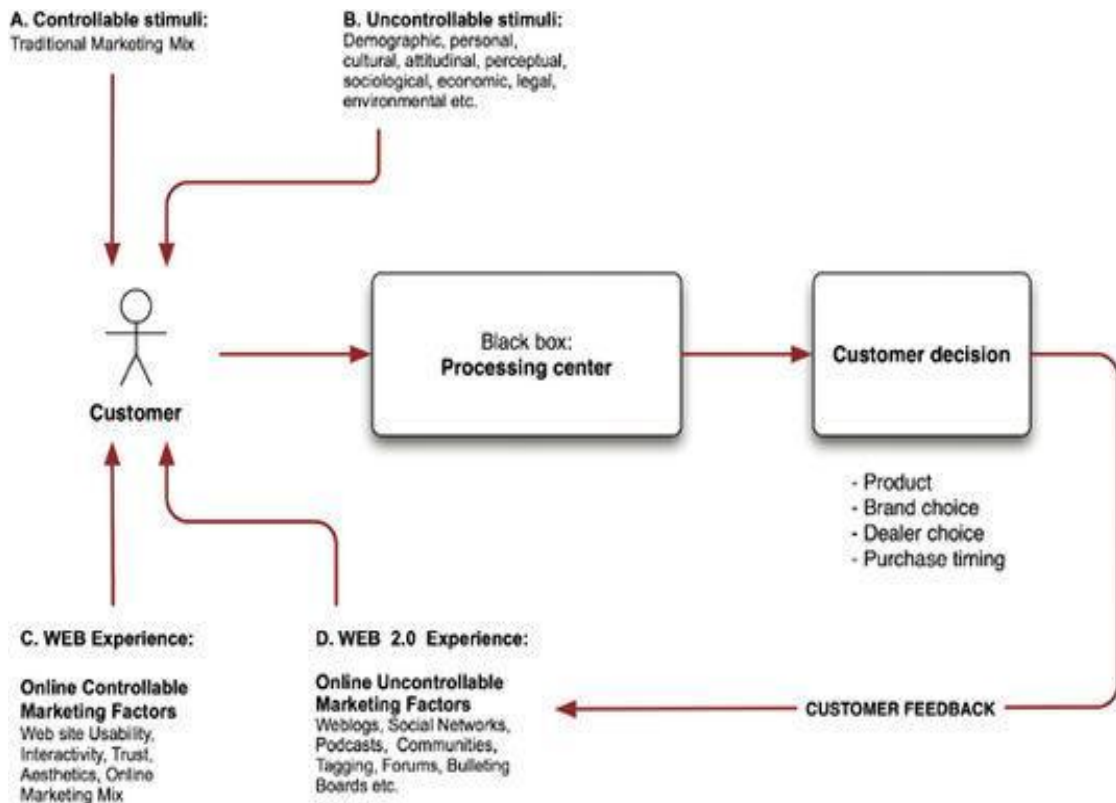 A. Controllable stimuli:
Traditional Marketing Mix
B. Uncontrollable stimuli:
Demographic, personal,
cultural, attitudinal, perceptual,
sociological, economic, legal,
environmental etc.
Black box:
Processing center
Customer decision
Customer
- Product
- Brand choice
- Dealer choice
- Purchase timing
C. WEB Experience:
Online Controllable
Marketing Factors
Web site Usability,
Interactivity, Trust,
Aesthetics, Online
Marketing Mix
D. WEB 2.0 Experience:
Online Uncontrollable
Marketing Factors
Weblogs, Social Networks,
Podcasts, Communities,
Tagging, Forums, Bulleting
Boards etc.
CUSTOMER FEEDBACK